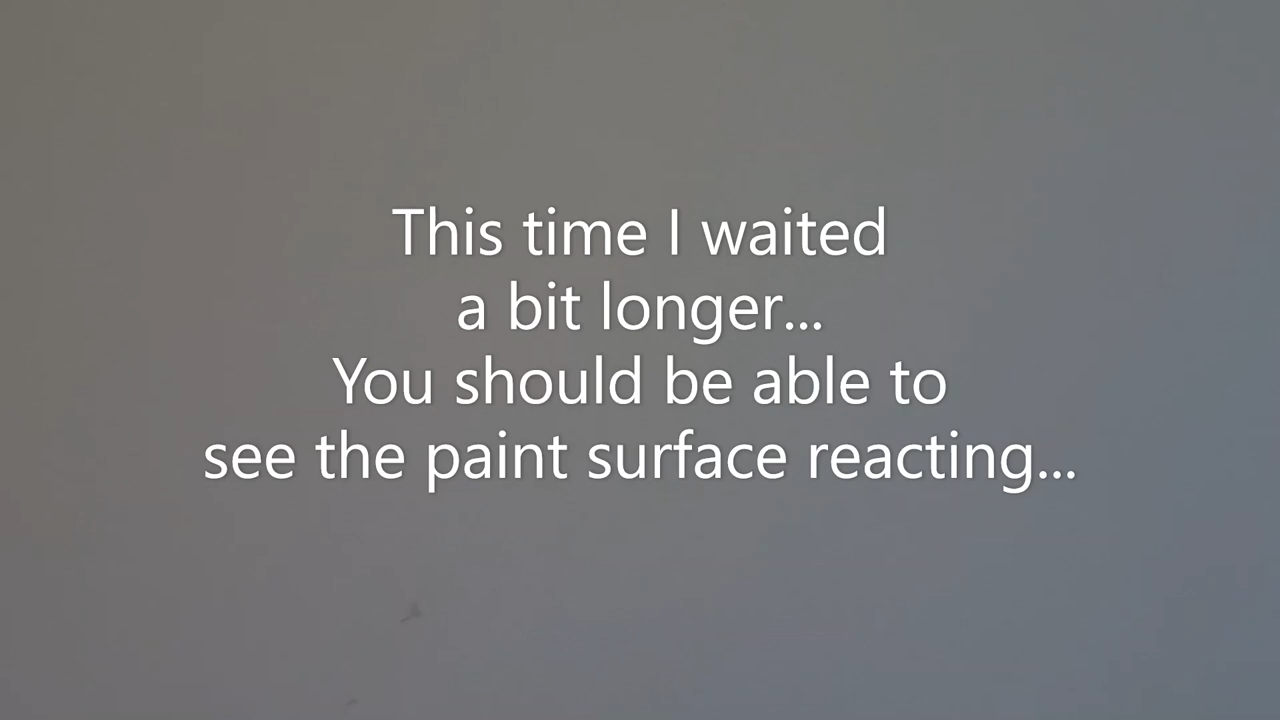 This time I waited
a bit longer...
You should be able to
see the paint surface reacting...